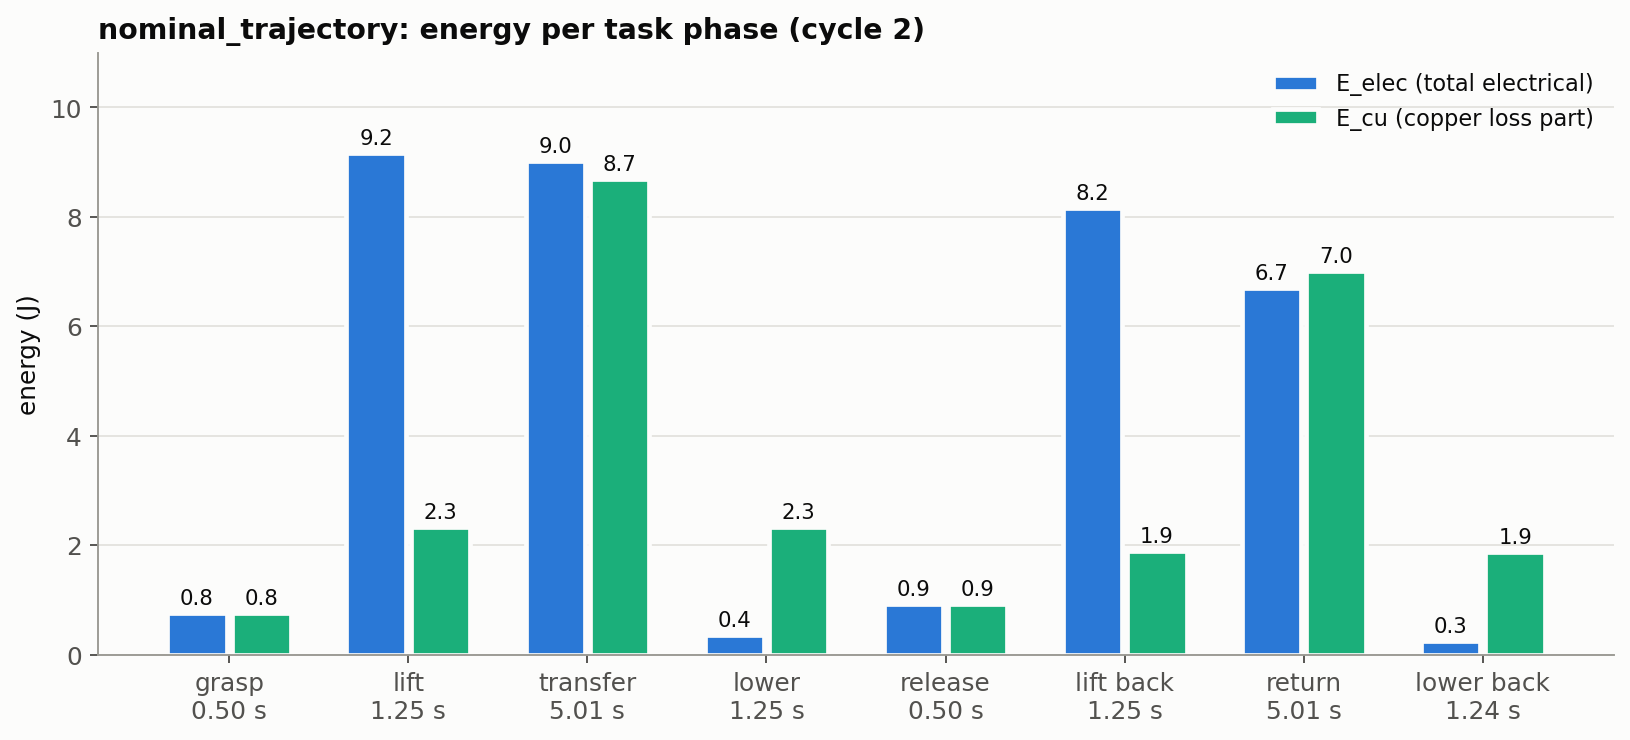 nominal_trajectory: energy per task phase (cycle 2)
E_elec (total electrical)
E_cu (copper loss part)
energy (J)
10
8
6
4
2
0
0.8 0.8
9.2 2.3
9.0 8.7
0.4 2.3
0.9 0.9
8.2 1.9
6.7 7.0
0.3 1.9
grasp lift transfer lower release lift back return lower back
0.50 s 1.25 s 5.01 s 1.25 s 0.50 s 1.25 s 5.01 s 1.24 s